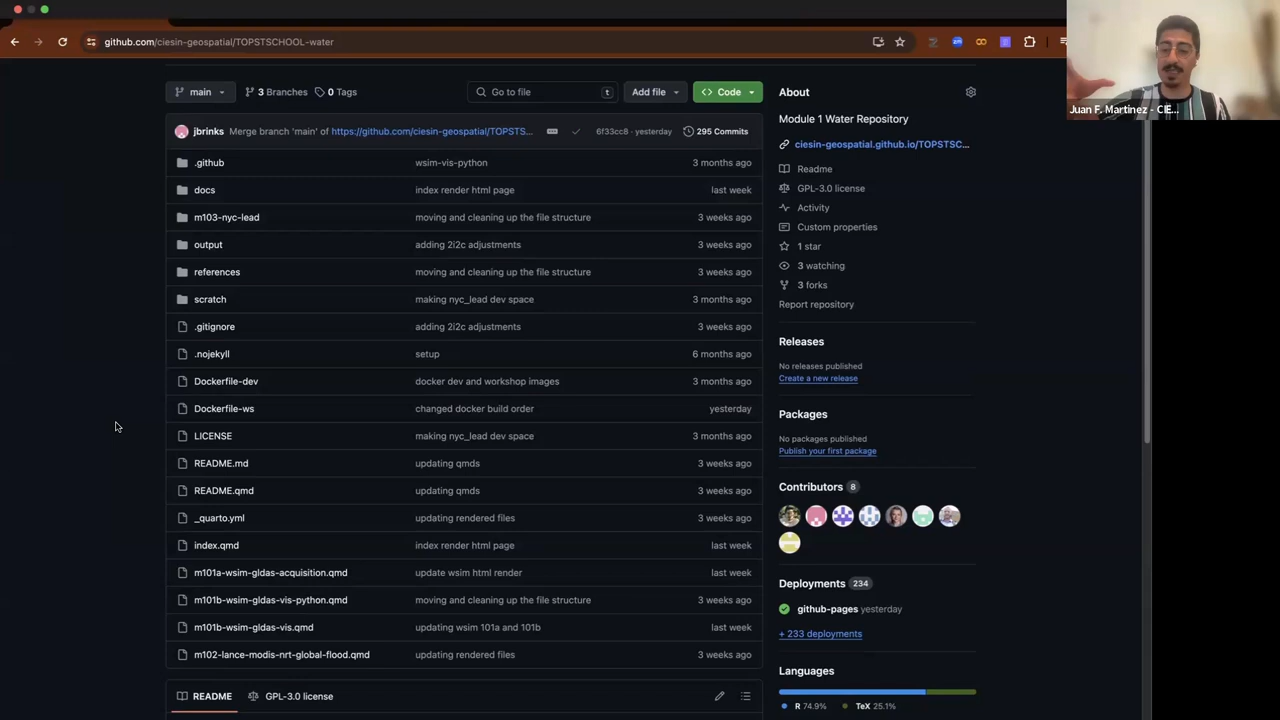 github.com/ciesin-geospatial/TOPSTSCHOOL-water
Juan F. Martinez - CIE...
main
3 Branches
0 Tags
Go to file
t
Add file
Code
jbrinks
Merge branch 'main' of https://github.com/ciesin-geospatial/TOPSTS...
6f33cc8 · yesterday
295 Commits
.github
wsim-vis-python
3 months ago
docs
index render html page
last week
m103-nyc-lead
moving and cleaning up the file structure
3 weeks ago
output
adding 2i2c adjustments
3 weeks ago
references
moving and cleaning up the file structure
3 weeks ago
scratch
making nyc_lead dev space
3 months ago
.gitignore
adding 2i2c adjustments
3 weeks ago
.nojekyll
setup
6 months ago
Dockerfile-dev
docker dev and workshop images
3 months ago
Dockerfile-ws
changed docker build order
yesterday
LICENSE
making nyc_lead dev space
3 months ago
README.md
updating qmds
3 weeks ago
README.qmd
updating qmds
3 weeks ago
_quarto.yml
updating rendered files
3 weeks ago
index.qmd
index render html page
last week
m101a-wsim-gldas-acquisition.qmd
update wsim html render
last week
m101b-wsim-gldas-vis-python.qmd
moving and cleaning up the file structure
3 weeks ago
m101b-wsim-gldas-vis.qmd
updating wsim 101a and 101b
last week
m102-lance-modis-nrt-global-flood.qmd
updating rendered files
3 weeks ago
README
GPL-3.0 license
About
Module 1 Water Repository
ciesin-geospatial.github.io/TOPSTSC...
Readme
GPL-3.0 license
Activity
Custom properties
1 star
3 watching
3 forks
Report repository
Releases
No releases published
Create a new release
Packages
No packages published
Publish your first package
Contributors 8
Deployments 234
github-pages yesterday
+ 233 deployments
Languages
R 74.9%
TeX 25.1%